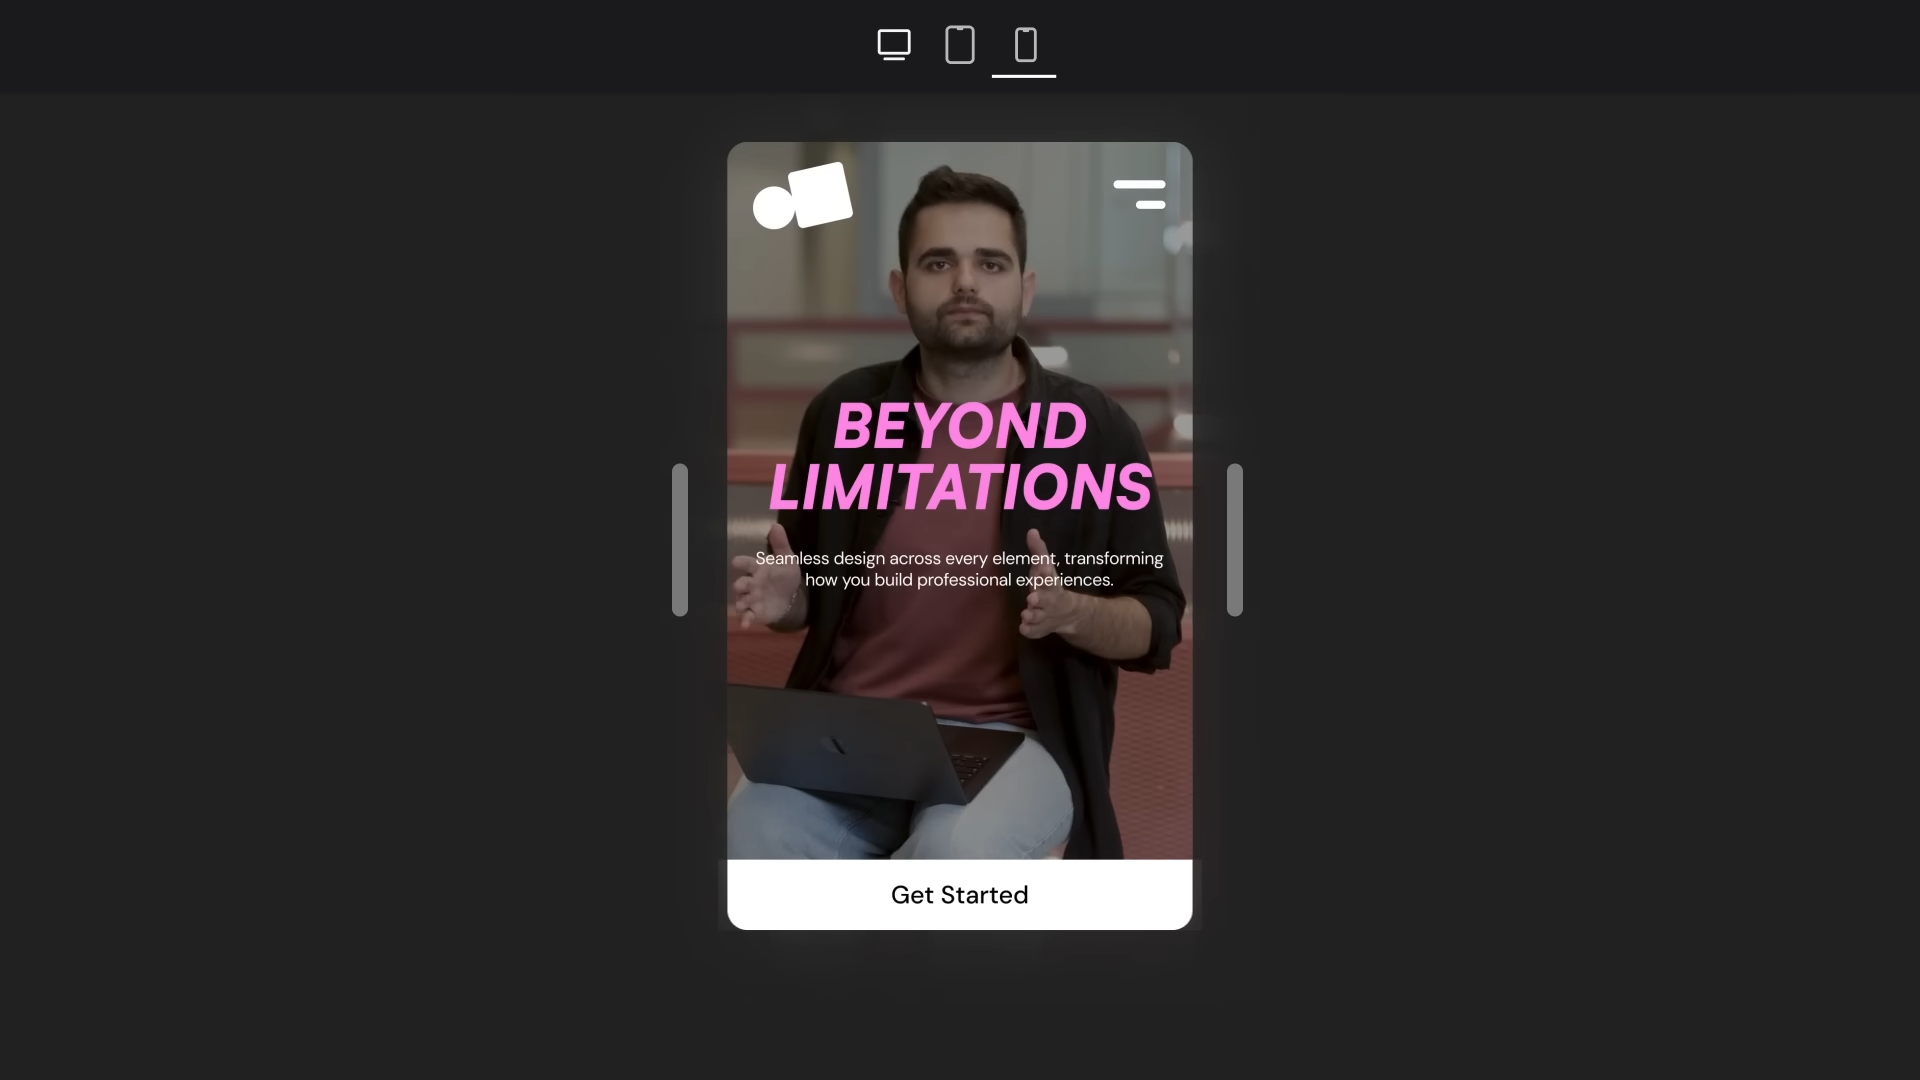 BEYOND
LIMITATIONS
Seamless design across every element, transforming
how you build professional experiences.
Get Started